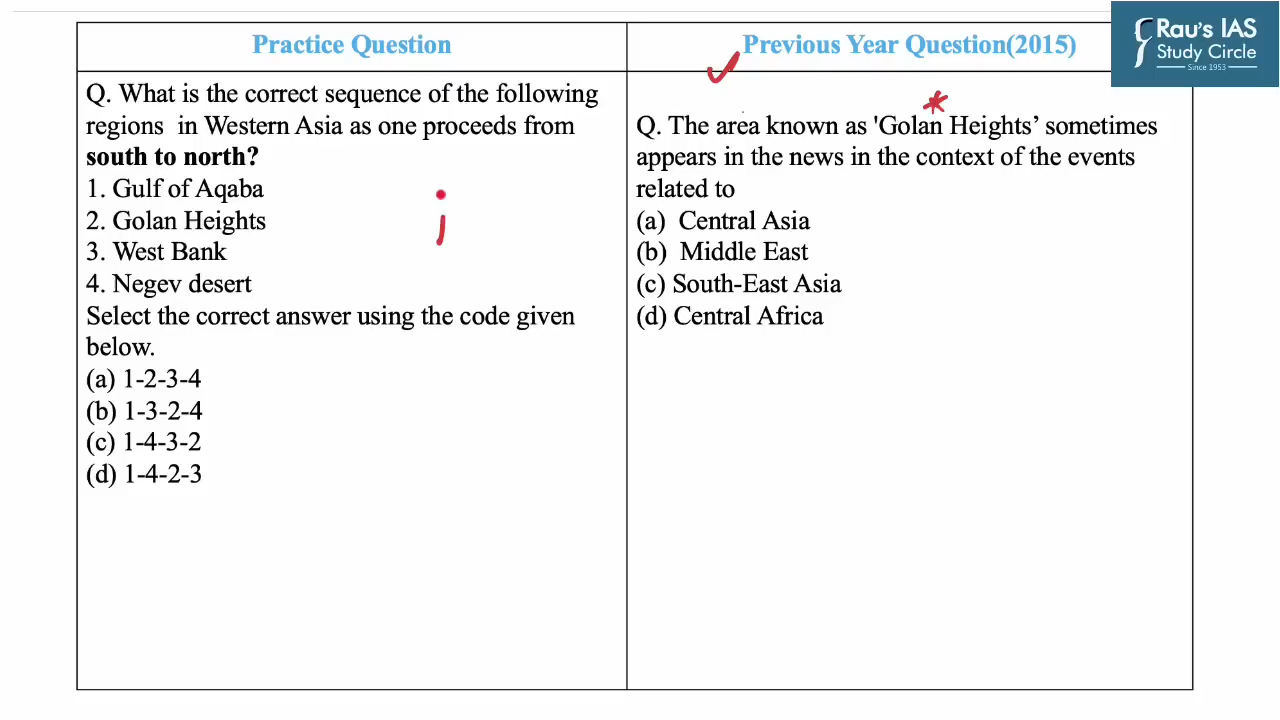 Practice Question
Q. What is the correct sequence of the following
regions in Western Asia as one proceeds from
south to north?
1. Gulf of Aqaba
2. Golan Heights
3. West Bank
4. Negev desert
Select the correct answer using the code given
below.
(a) 1-2-3-4
(b) 1-3-2-4
(c) 1-4-3-2
(d) 1-4-2-3
Previous Year Question(2015)
Q. The area known as 'Golan Heights’ sometimes
appears in the news in the context of the events
related to
(a) Central Asia
(b) Middle East
(c) South-East Asia
(d) Central Africa
Rau's IAS
Study Circle
Since 1953